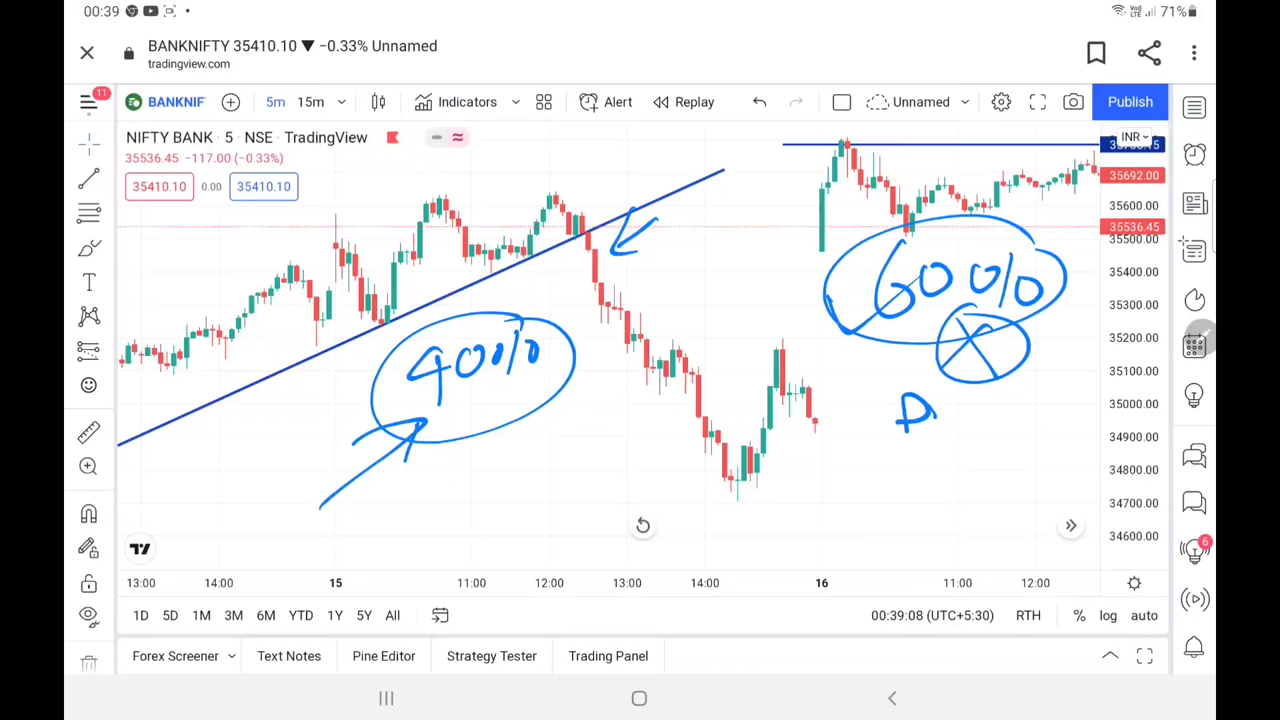 00:39
VoI) LTE 71%
BANKNIFTY 35410.10 ▼ −0.33% Unnamed
tradingview.com
11
BANKNIF
5m 15m
Indicators
Alert
Replay
Unnamed
Publish
NIFTY BANK · 5 · NSE · TradingView
35536.45 −117.00 (−0.33%)
35410.10 0.00 35410.10
INR
35692.00
35600.00
35536.45
35500.00
35400.00
35300.00
35200.00
35100.00
35000.00
34900.00
34800.00
34700.00
34600.00
40%
60%
P
6
13:00 14:00 15 11:00 12:00 13:00 14:00 16 11:00 12:00
1D 5D 1M 3M 6M YTD 1Y 5Y All
00:39:08 (UTC+5:30) RTH % log auto
Forex Screener Text Notes Pine Editor Strategy Tester Trading Panel